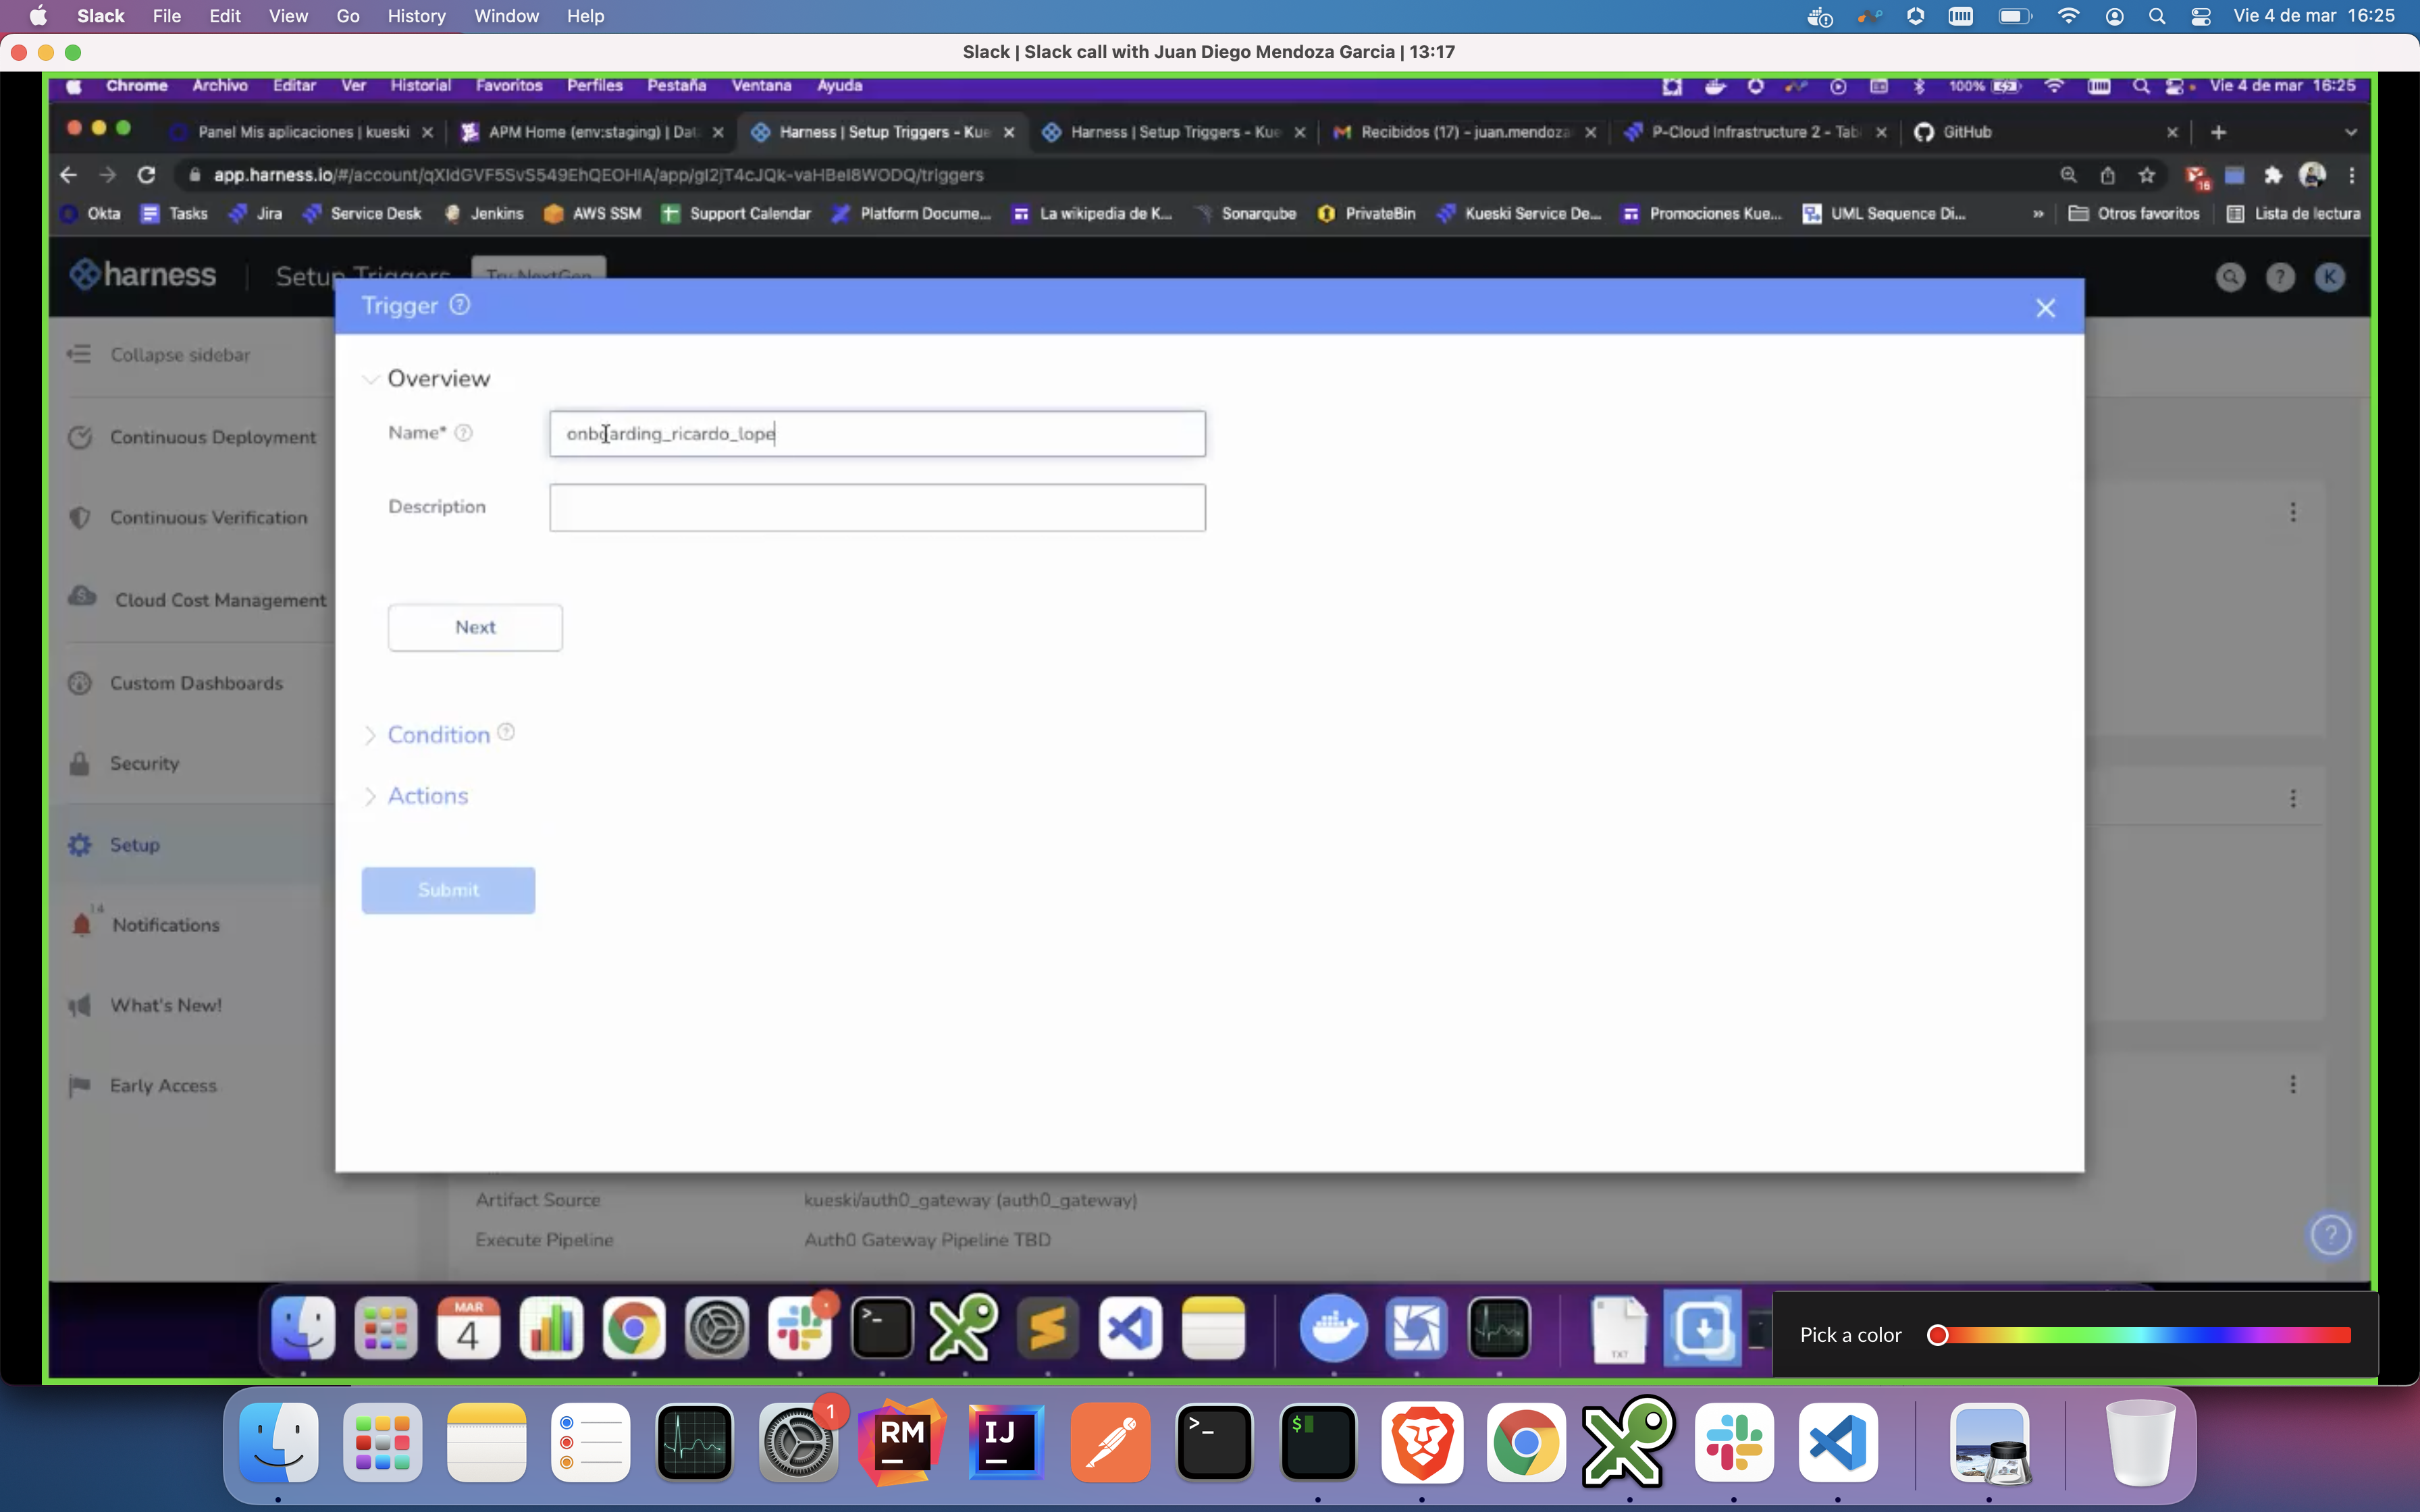 Slack File Edit View Go History Window Help Vie 4 de mar 16:25
Slack | Slack call with Juan Diego Mendoza Garcia | 13:17
Chrome Archivo Editar Ver Historial Favoritos Perfiles Pestaña Ventana Ayuda 100% Vie 4 de mar 16:25
Panel Mis aplicaciones | kueski APM Home (env:staging) | Dat Harness | Setup Triggers - Kue Harness | Setup Triggers - Kue Recibidos (17) - juan.mendoza P-Cloud Infrastructure 2 - Tab GitHub
app.harness.io/#/account/qXIdGVF5SvS549EhQEOHIA/app/gI2jT4cJQk-vaHBeI8WODQ/triggers 16
Okta Tasks Jira Service Desk Jenkins AWS SSM Support Calendar Platform Docume... La wikipedia de K... Sonarqube PrivateBin Kueski Service De... Promociones Kue... UML Sequence Di... » Otros favoritos Lista de lectura
harness Setup Triggers Try NextGen ? K
Trigger ?
Collapse sidebar
Continuous Deployment
Continuous Verification
Cloud Cost Management
Custom Dashboards
Security
Setup
14
Notifications
What's New!
Early Access
Overview
Name* ? onboarding_ricardo_lope
Description
Next
Condition ?
Actions
Submit
Artifact Source kueski/auth0_gateway (auth0_gateway)
Execute Pipeline Auth0 Gateway Pipeline TBD
?
MAR
4
>_
TXT
Pick a color
1
RM
IJ
>_
$